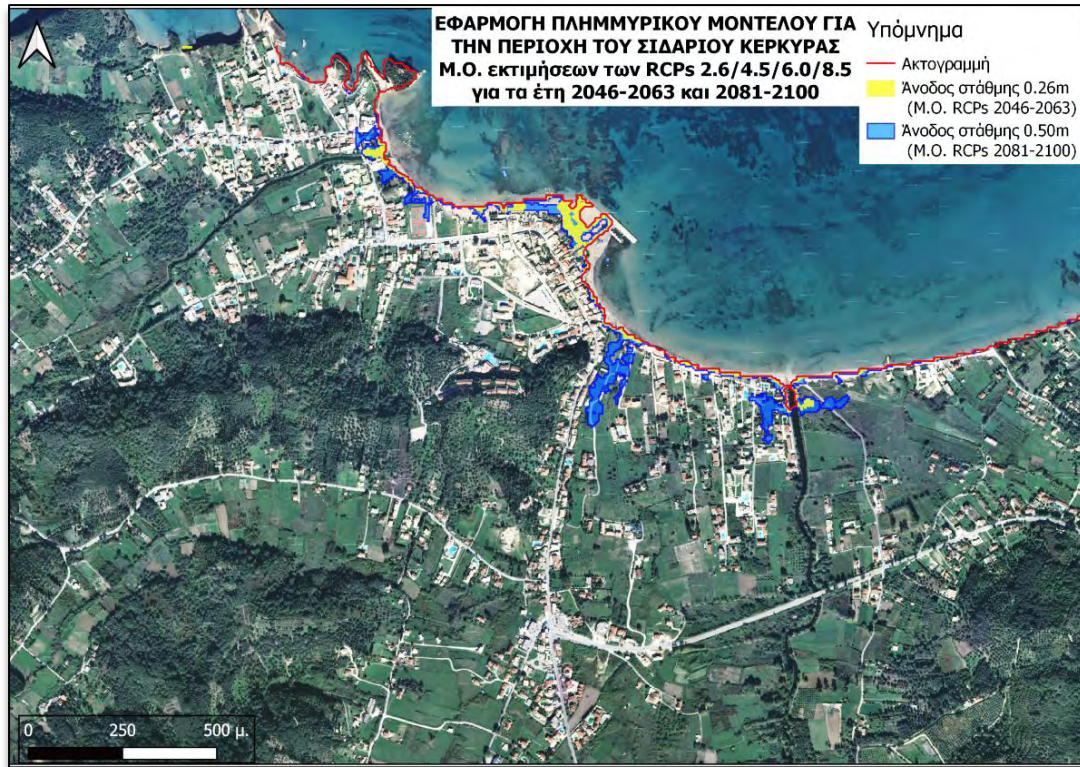 ΕΦΑΡΜΟΓΗ ΠΛΗΜΜΥΡΙΚΟΥ ΜΟΝΤΕΛΟΥ ΓΙΑ
ΤΗΝ ΠΕΡΙΟΧΗ ΤΟΥ ΣΙΔΑΡΙΟΥ ΚΕΡΚΥΡΑΣ
Μ.Ο. εκτιμήσεων των RCPs 2.6/4.5/6.0/8.5
για τα έτη 2046-2063 και 2081-2100
Υπόμνημα
Ακτογραμμή
Άνοδος στάθμης 0.26m
(Μ.Ο. RCPs 2046-2063)
Άνοδος στάθμης 0.50m
(Μ.Ο. RCPs 2081-2100)
0 250 500 μ.